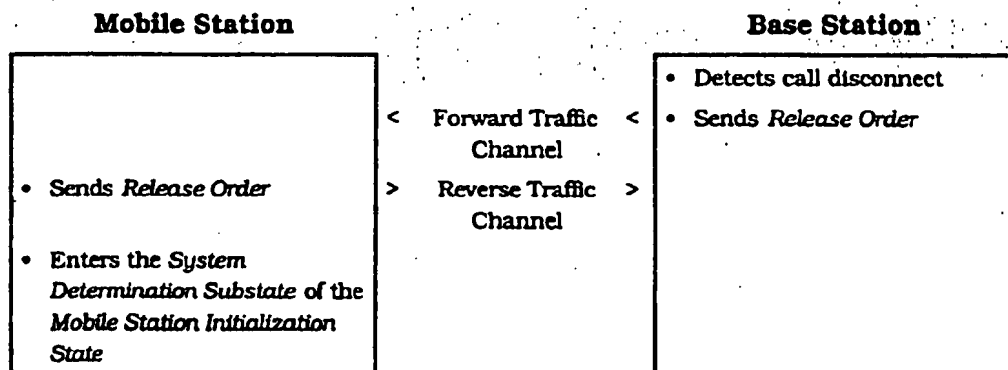 Mobile Station
Base Station
• Detects call disconnect
< Forward Traffic < • Sends Release Order
Channel
• Sends Release Order > Reverse Traffic >
Channel
• Enters the System
Determination Substate of the
Mobile Station Initialization
State